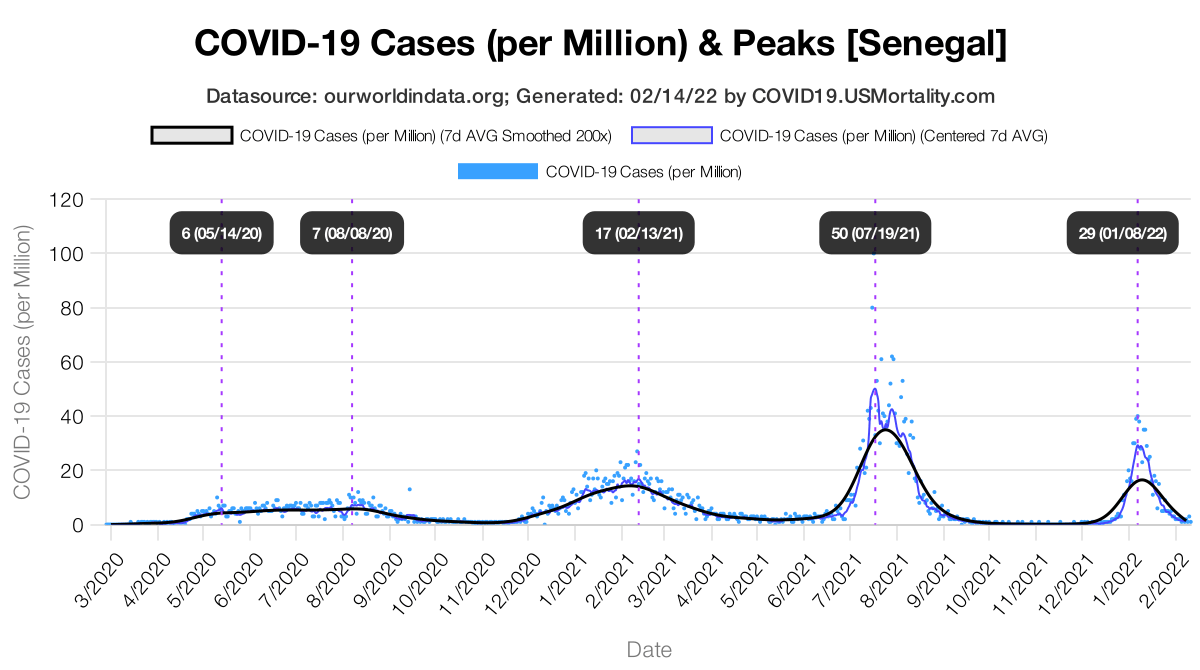 COVID-19 Cases (per Million) & Peaks [Senegal]
Datasource: ourworldindata.org; Generated: 02/14/22 by COVID19.USMortality.com
COVID-19 Cases (per Million) (7d AVG Smoothed 200x) COVID-19 Cases (per Million) (Centered 7d AVG)
COVID-19 Cases (per Million)
COVID-19 Cases (per Million)
120
100
80
60
40
20
0
6 (05/14/20) 7 (08/08/20) 17 (02/13/21) 50 (07/19/21) 29 (01/08/22)
3/2020 4/2020 5/2020 6/2020 7/2020 8/2020 9/2020 10/2020 11/2020 12/2020 1/2021 2/2021 3/2021 4/2021 5/2021 6/2021 7/2021 8/2021 9/2021 10/2021 11/2021 12/2021 1/2022 2/2022
Date